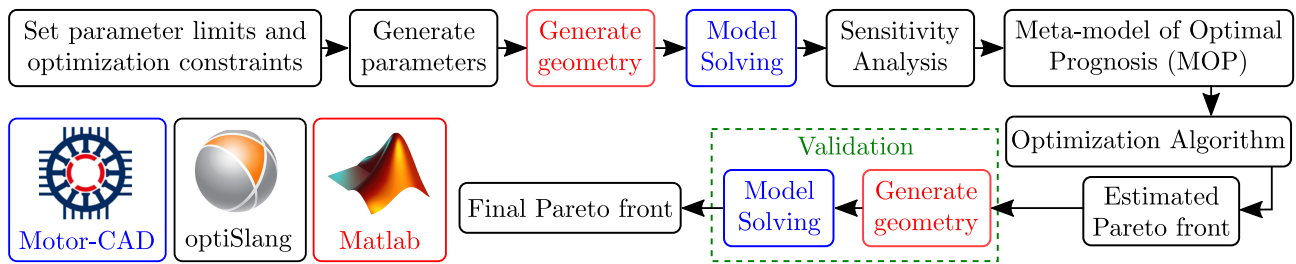 Set parameter limits and
optimization constraints
Generate
parameters
Generate
geometry
Model
Solving
Sensitivity
Analysis
Meta-model of Optimal
Prognosis (MOP)
Optimization Algorithm
Estimated
Pareto front
Validation
Generate
geometry
Model
Solving
Final Pareto front
Motor-CAD
optiSlang
Matlab